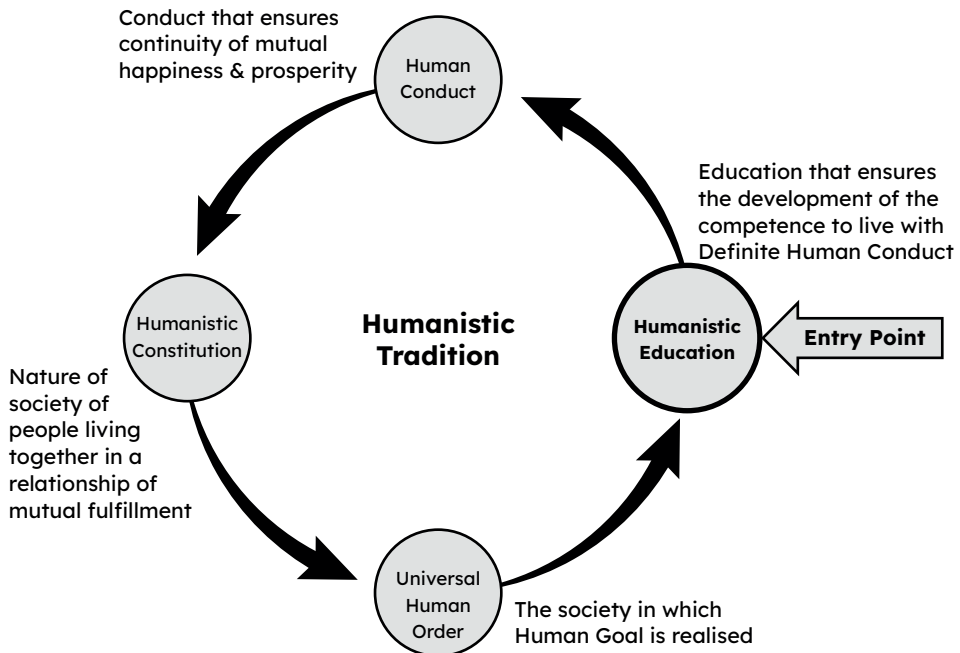 Conduct that ensures
continuity of mutual
happiness & prosperity
Human
Conduct
Education that ensures
the development of the
competence to live with
Definite Human Conduct
Humanistic
Constitution
Humanistic
Tradition
Humanistic
Education
Entry Point
Nature of
society of
people living
together in a
relationship of
mutual fulfillment
Universal
Human
Order
The society in which
Human Goal is realised